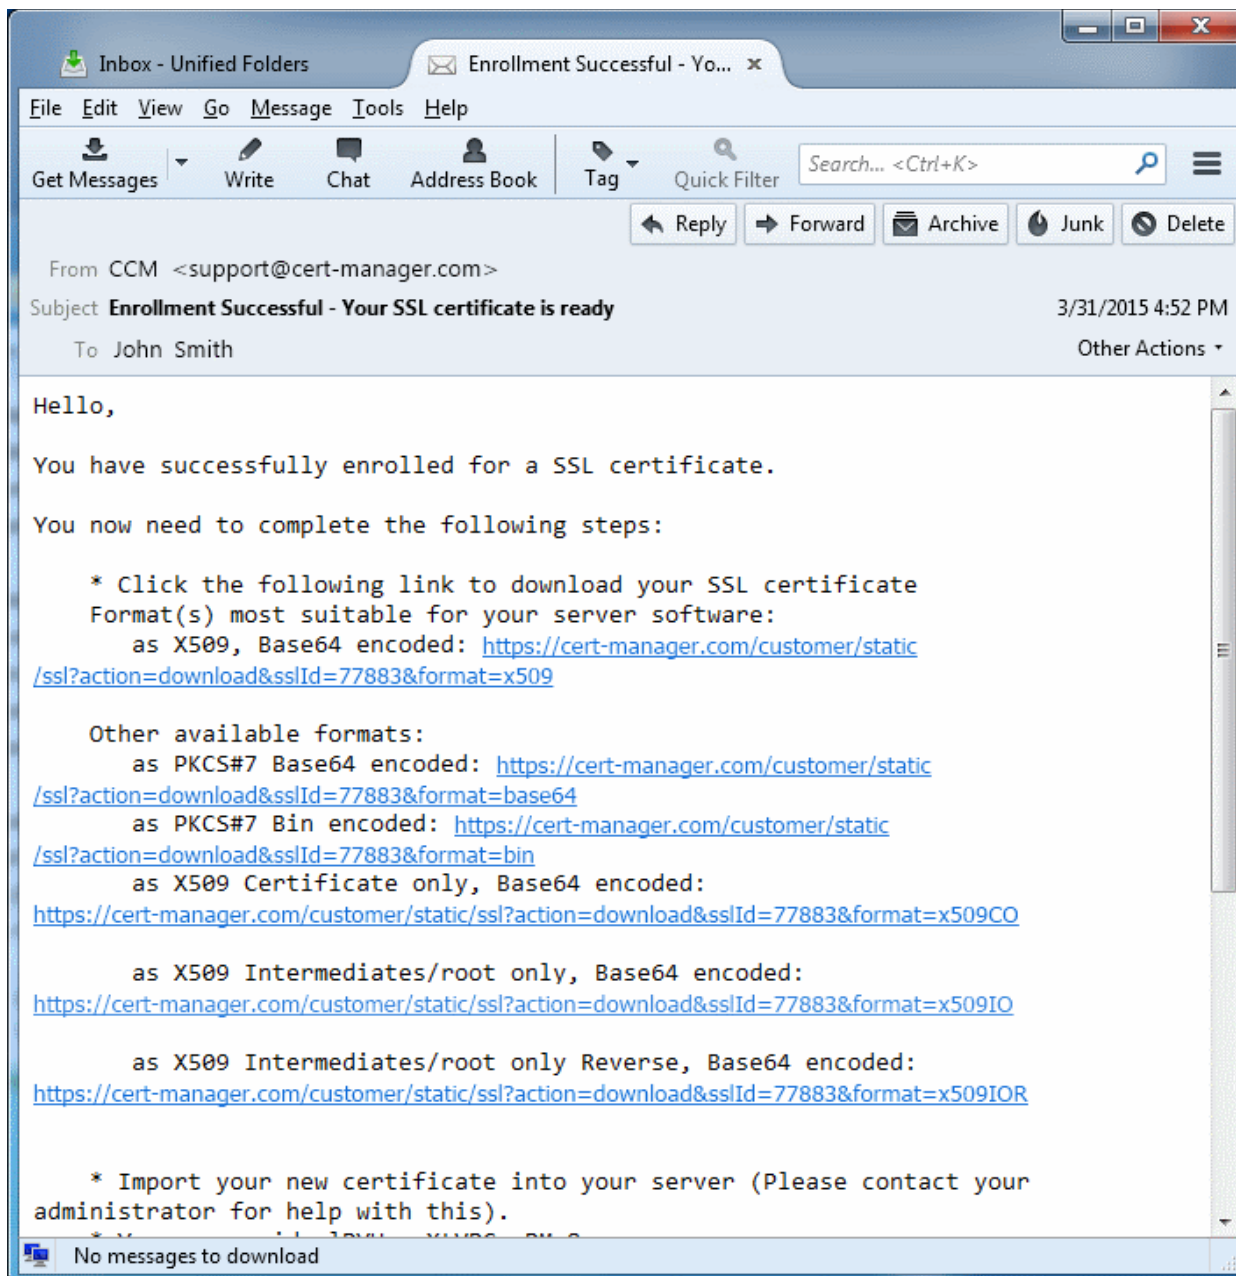 Inbox - Unified Folders
Enrollment Successful - Yo...
File Edit View Go Message Tools Help
Get Messages Write Chat Address Book Tag Quick Filter Search... <Ctrl+K>
Reply Forward Archive Junk Delete
From CCM <support@cert-manager.com>
Subject Enrollment Successful - Your SSL certificate is ready 3/31/2015 4:52 PM
To John Smith Other Actions
Hello,
You have successfully enrolled for a SSL certificate.
You now need to complete the following steps:
* Click the following link to download your SSL certificate
Format(s) most suitable for your server software:
as X509, Base64 encoded: https://cert-manager.com/customer/static
/ssl?action=download&sslId=77883&format=x509
Other available formats:
as PKCS#7 Base64 encoded: https://cert-manager.com/customer/static
/ssl?action=download&sslId=77883&format=base64
as PKCS#7 Bin encoded: https://cert-manager.com/customer/static
/ssl?action=download&sslId=77883&format=bin
as X509 Certificate only, Base64 encoded:
https://cert-manager.com/customer/static/ssl?action=download&sslId=77883&format=x509CO
as X509 Intermediates/root only, Base64 encoded:
https://cert-manager.com/customer/static/ssl?action=download&sslId=77883&format=x509IO
as X509 Intermediates/root only Reverse, Base64 encoded:
https://cert-manager.com/customer/static/ssl?action=download&sslId=77883&format=x509IOR
* Import your new certificate into your server (Please contact your
administrator for help with this).
No messages to download